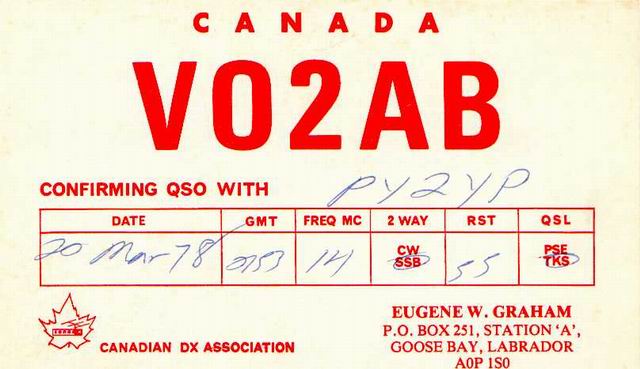 CANADA
VO2AB
CONFIRMING QSO WITH PY2YP
DATE GMT FREQ MC 2 WAY RST QSL
20 Mar 78 2153 14 CW SSB 55 PSE TKS
EUGENE W. GRAHAM
P.O. BOX 251, STATION 'A',
GOOSE BAY, LABRADOR
A0P 1S0
CANADIAN DX ASSOCIATION